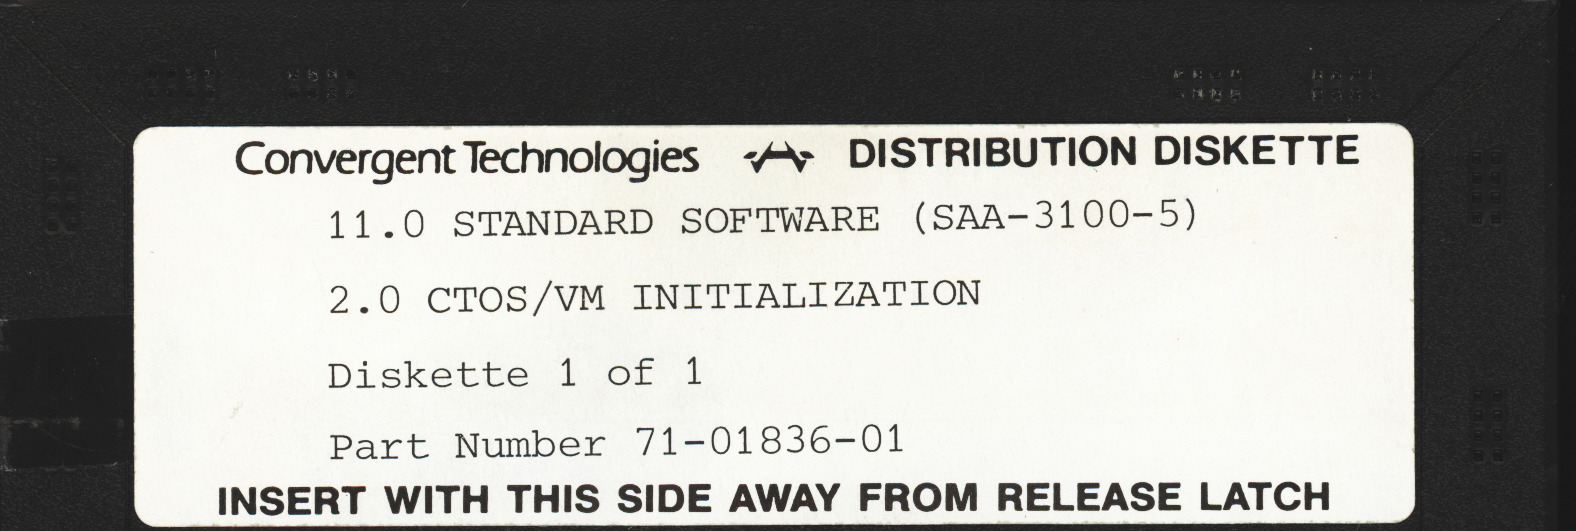 Convergent Technologies DISTRIBUTION DISKETTE
11.0 STANDARD SOFTWARE (SAA-3100-5)
2.0 CTOS/VM INITIALIZATION
Diskette 1 of 1
Part Number 71-01836-01
INSERT WITH THIS SIDE AWAY FROM RELEASE LATCH